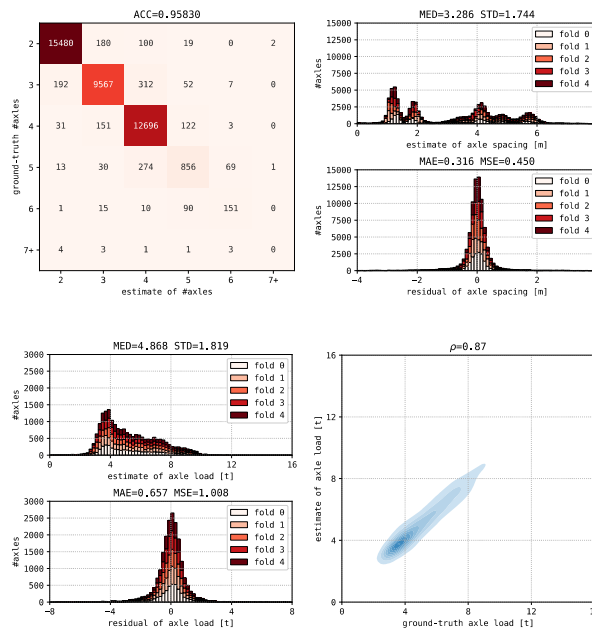 ACC=0.95830
2 15480 180 100 19 0 2
3 192 9567 312 52 7 0
4 31 151 12696 122 3 0
5 13 30 274 856 69 1
6 1 15 10 90 151 0
7+ 4 3 1 1 3 0
2 3 4 5 6 7+
ground-truth #axles
estimate of #axles
MED=3.286 STD=1.744
15000
12500
10000
7500
5000
2500
0
#axles
fold 0
fold 1
fold 2
fold 3
fold 4
0 2 4 6
estimate of axle spacing [m]
MAE=0.316 MSE=0.450
15000
12500
10000
7500
5000
2500
0
#axles
fold 0
fold 1
fold 2
fold 3
fold 4
−4 −2 0 2
residual of axle spacing [m]
MED=4.868 STD=1.819
3000
2500
2000
1500
1000
500
0
#axles
fold 0
fold 1
fold 2
fold 3
fold 4
0 4 8 12 16
estimate of axle load [t]
MAE=0.657 MSE=1.008
3000
2500
2000
1500
1000
500
0
#axles
fold 0
fold 1
fold 2
fold 3
fold 4
−8 −4 0 4 8
residual of axle load [t]
ρ=0.87
16
12
8
4
0
estimate of axle load [t]
0 4 8 12
ground-truth axle load [t]